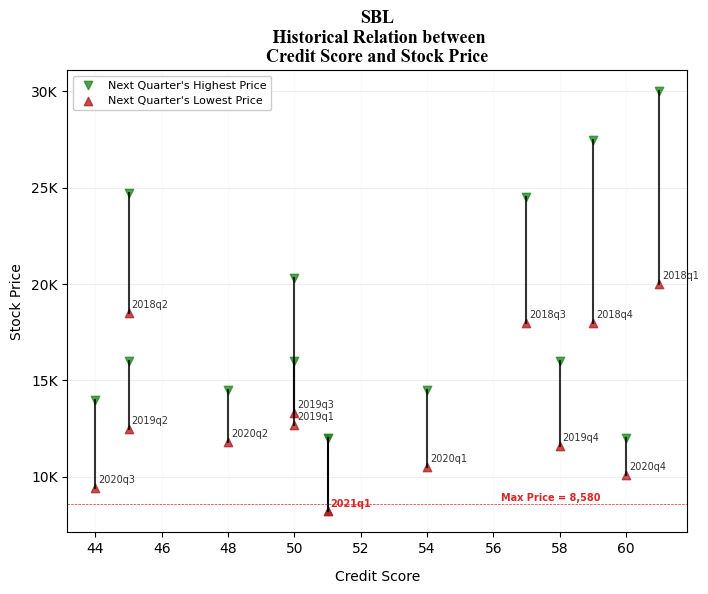 SBL
Historical Relation between
Credit Score and Stock Price
Next Quarter's Highest Price
Next Quarter's Lowest Price
30K
25K
20K
15K
10K
Stock Price
2018q1
2018q2
2018q3
2018q4
2019q3
2019q1
2019q2
2020q2
2019q4
2020q1
2020q4
2020q3
2021q1
Max Price = 8,580
44 46 48 50 52 54 56 58 60
Credit Score